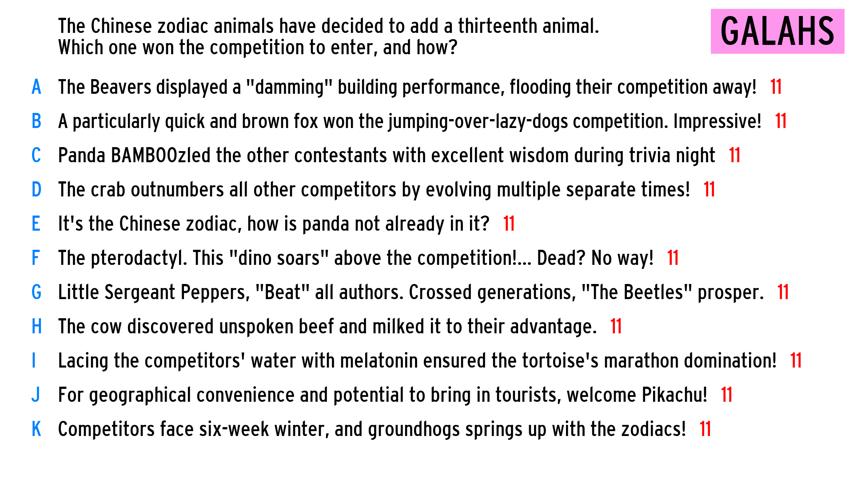 The Chinese zodiac animals have decided to add a thirteenth animal.
Which one won the competition to enter, and how?
GALAHS
A The Beavers displayed a "damming" building performance, flooding their competition away! 11
B A particularly quick and brown fox won the jumping-over-lazy-dogs competition. Impressive! 11
C Panda BAMBOOzled the other contestants with excellent wisdom during trivia night 11
D The crab outnumbers all other competitors by evolving multiple separate times! 11
E It's the Chinese zodiac, how is panda not already in it? 11
F The pterodactyl. This "dino soars" above the competition!... Dead? No way! 11
G Little Sergeant Peppers, "Beat" all authors. Crossed generations, "The Beetles" prosper. 11
H The cow discovered unspoken beef and milked it to their advantage. 11
I Lacing the competitors' water with melatonin ensured the tortoise's marathon domination! 11
J For geographical convenience and potential to bring in tourists, welcome Pikachu! 11
K Competitors face six-week winter, and groundhogs springs up with the zodiacs! 11